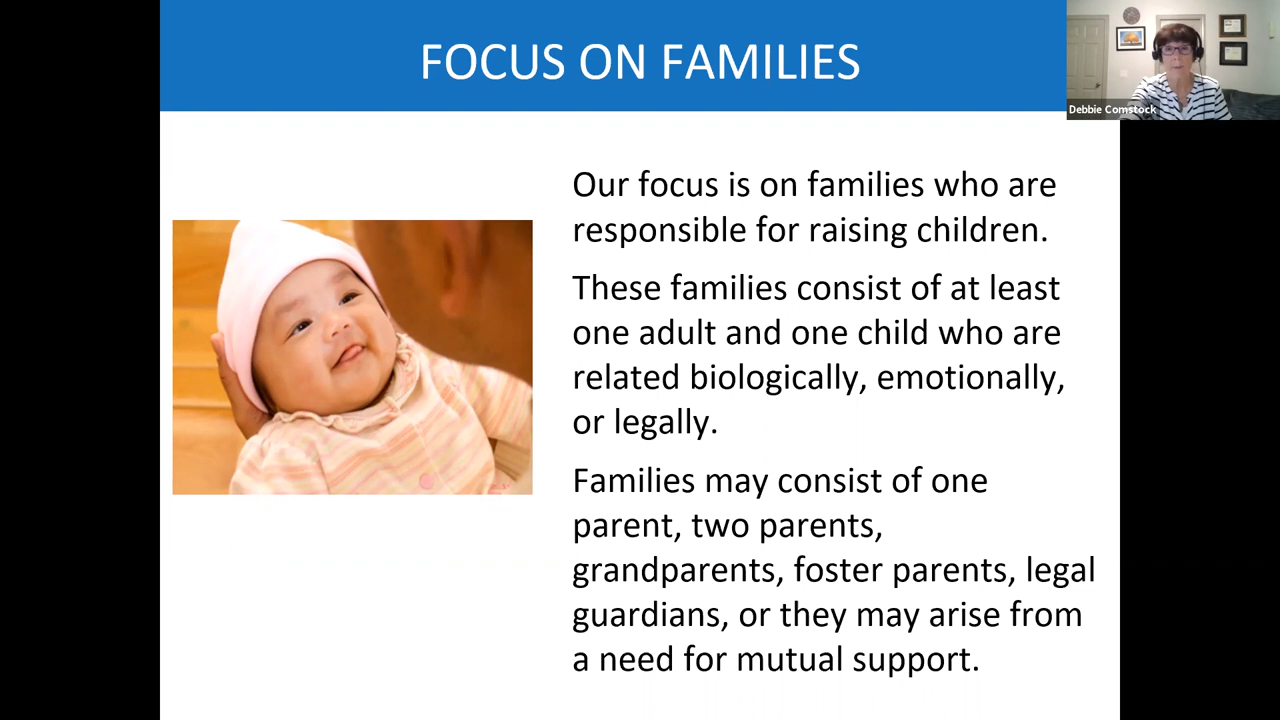 FOCUS ON FAMILIES
Debbie Comstock
Our focus is on families who are
responsible for raising children.
These families consist of at least
one adult and one child who are
related biologically, emotionally,
or legally.
Families may consist of one
parent, two parents,
grandparents, foster parents, legal
guardians, or they may arise from
a need for mutual support.